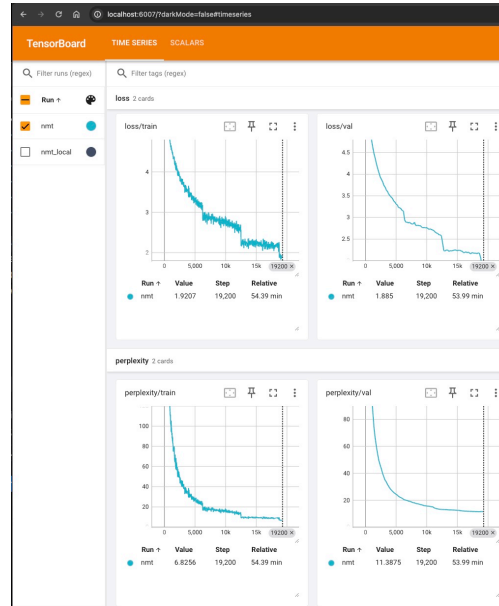 localhost:6007/?darkMode=false#timeseries
TensorBoard
TIME SERIES SCALARS
Filter runs (regex)
Filter tags (regex)
Run ↑
nmt
nmt_local
loss 2 cards
loss/train
4
3
2
0 5,000 10k 15k 19200 ×
Run ↑ Value Step Relative
nmt 1.9207 19,200 54.39 min
loss/val
4.5
4
3.5
3
2.5
0 5,000 10k 15k 19200 ×
Run ↑ Value Step Relative
nmt 1.885 19,200 53.99 min
perplexity 2 cards
perplexity/train
100
80
60
40
20
0 5,000 10k 15k 19200 ×
Run ↑ Value Step Relative
nmt 6.8256 19,200 54.39 min
perplexity/val
80
60
40
20
0 5,000 10k 15k 19200 ×
Run ↑ Value Step Relative
nmt 11.3875 19,200 53.99 min